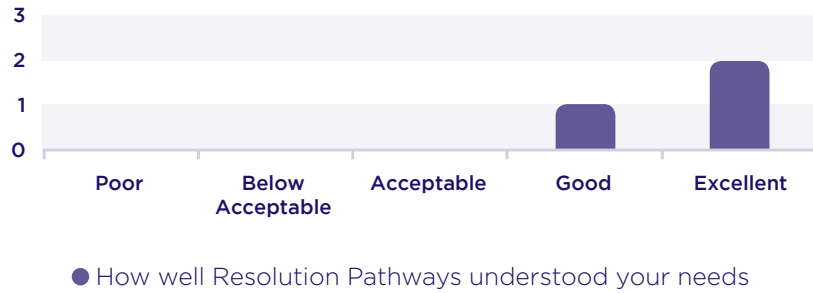 3
2
1
0
Poor
Below
Acceptable
Acceptable
Good
Excellent
How well Resolution Pathways understood your needs